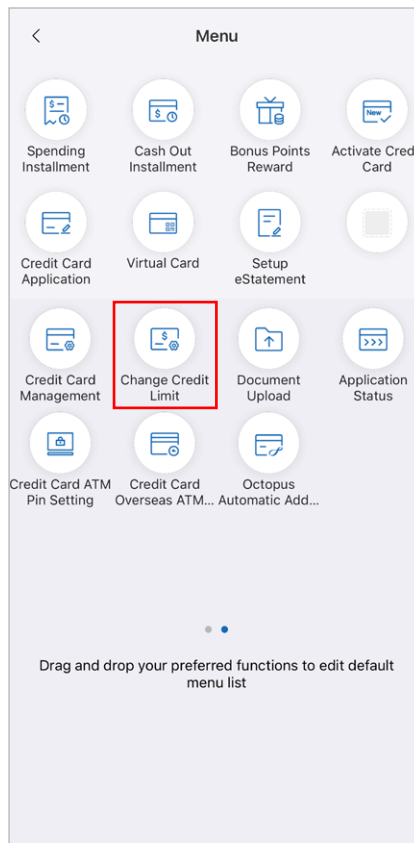 Menu
Spending Cash Out Bonus Points Activate Cred
Installment Installment Reward Card
Credit Card Virtual Card Setup
Application eStatement
Credit Card Change Credit Document Application
Management Limit Upload Status
Credit Card ATM Credit Card Octopus
Pin Setting Overseas ATM... Automatic Add...
Drag and drop your preferred functions to edit default
menu list